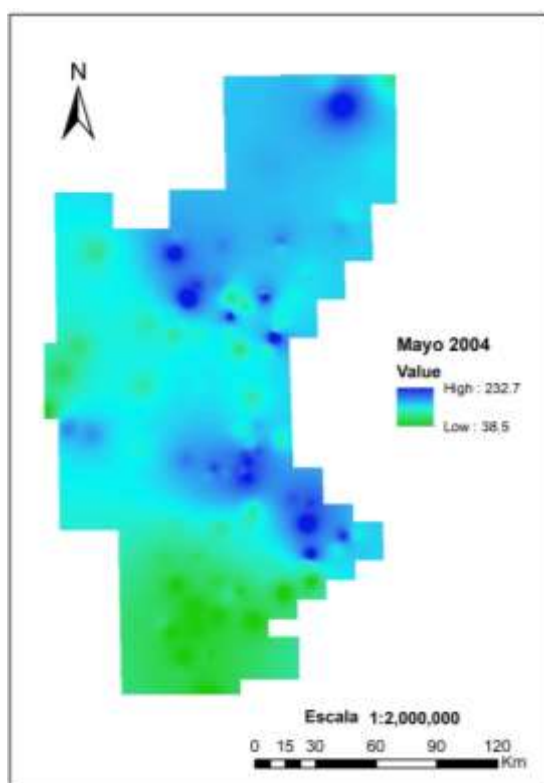 N
Mayo 2004
Value
High : 232.7
Low : 38.5
Escala 1:2,000,000
0 15 30 60 90 120
Km